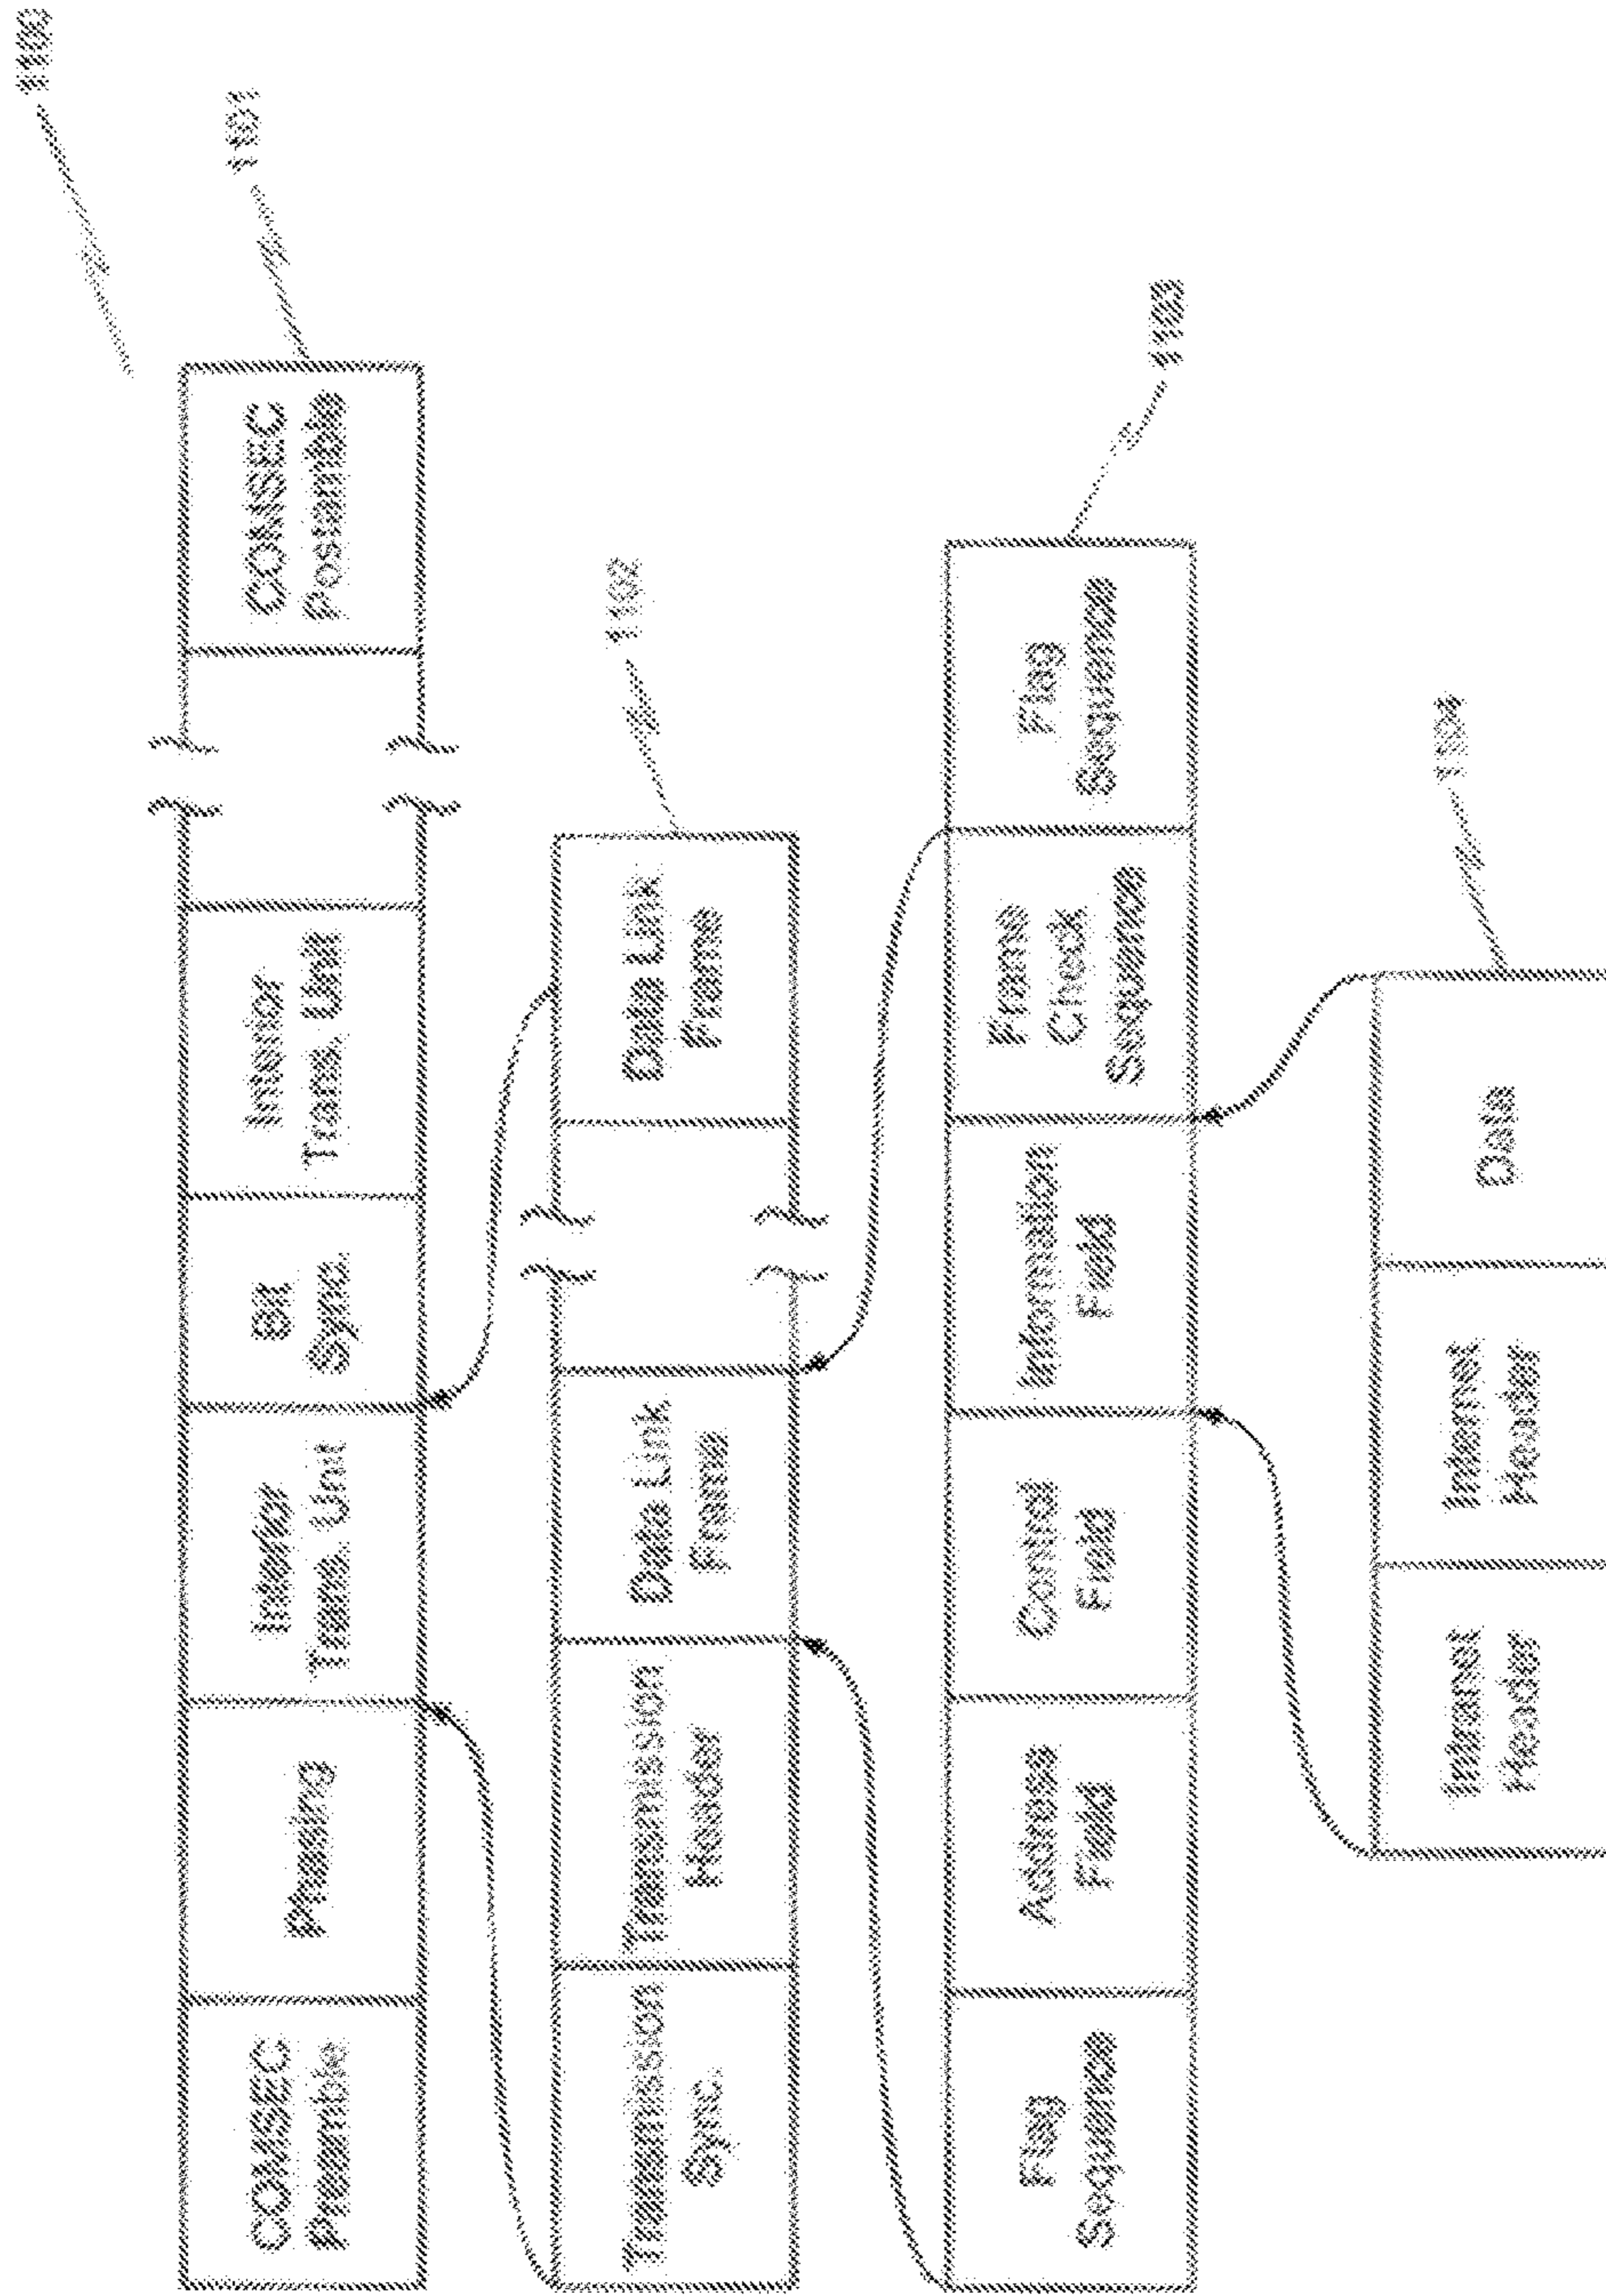 1100
1101
COMSEC
Preamble
Phasing
Interior
Trans. Unit
Bit
Sync.
Interior
Trans. Unit
COMSEC
Postamble
1102
Transmission
Sync.
Transmission
Header
Data Link
Frame
Data Link
Frame
1103
Flag
Sequence
Address
Field
Control
Field
Information
Field
Frame
Check
Sequence
Flag
Sequence
1104
Intranet
Header
Internet
Header
Data